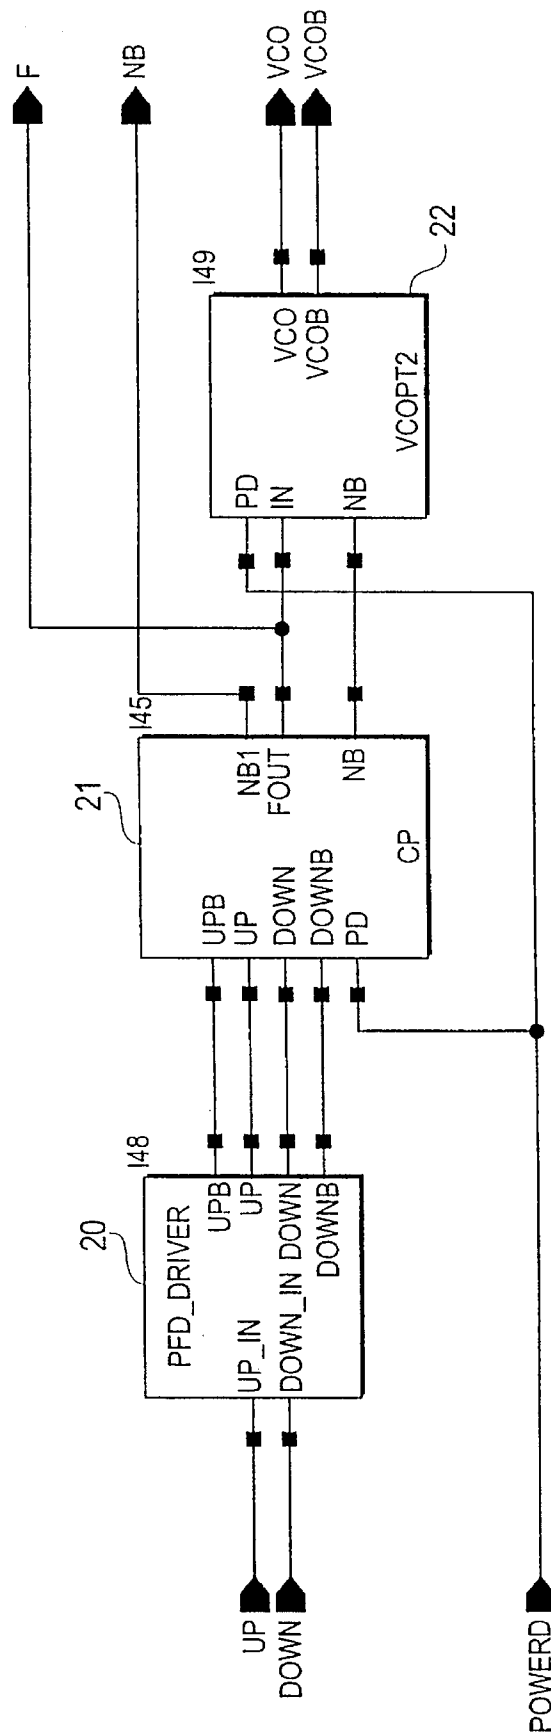 F
NB
VCO
VCOB
I49
22
VCO
VCOB
PD
IN
NB
VCOPT2
I45
21
NB1
FOUT
NB
UPB
UP
DOWN
DOWNB
PD
CP
I48
20
PFD_DRIVER
UPB
UP
DOWN
DOWNB
UP_IN
DOWN_IN
UP
DOWN
POWERD